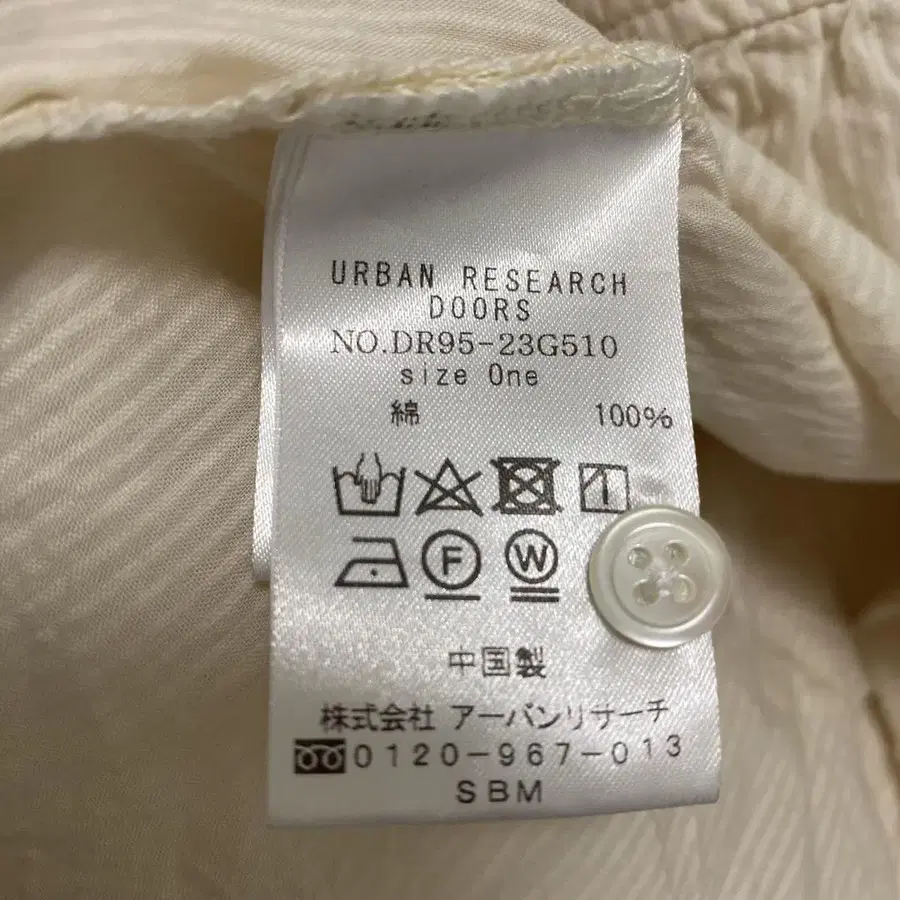 URBAN RESEARCH
DOORS
NO.DR95-23G510
size One
綿 100%
F W
中国製
株式会社 アーバンリサーチ
0120-967-013
SBM